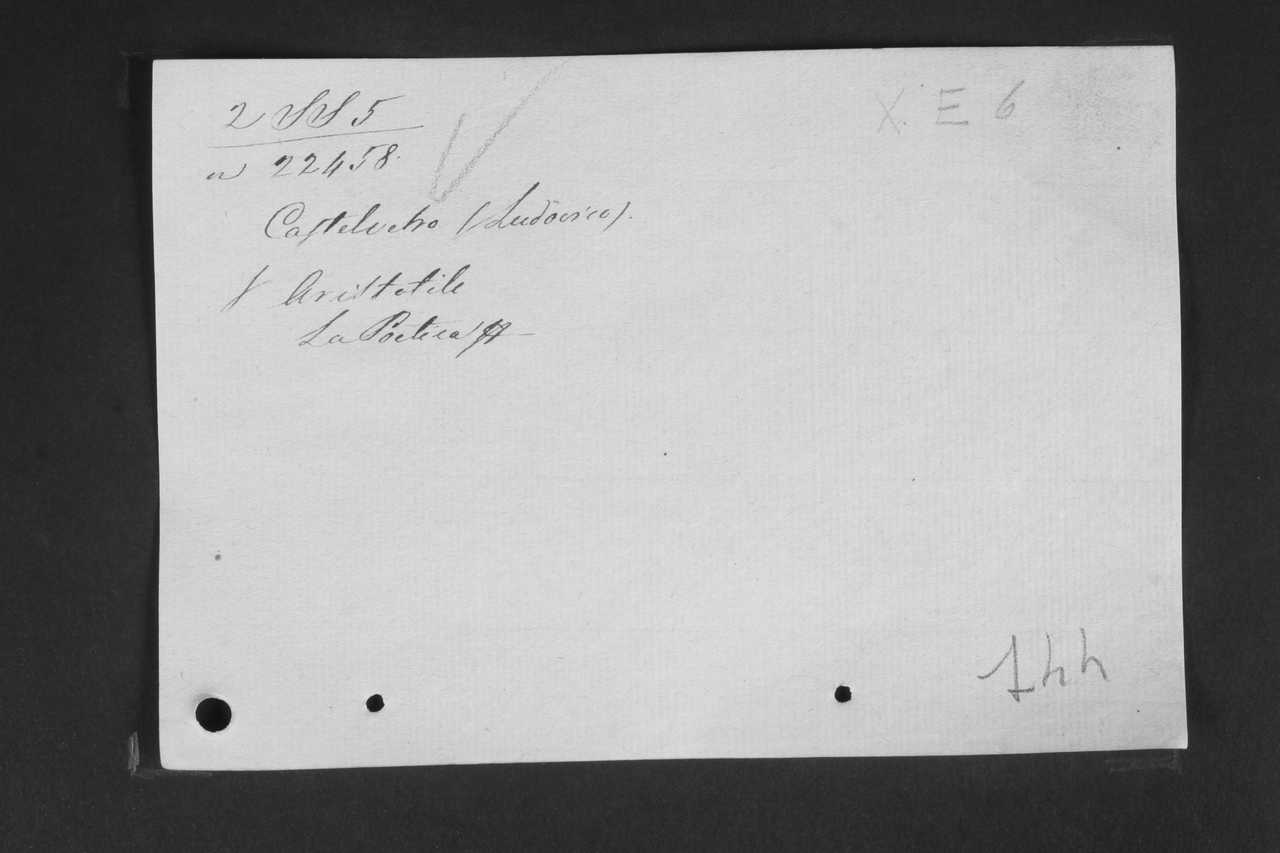 2 SS 5
X. E 6
n 22458.
Castelvetro (Ludovico).
V Aristotile
La Poetica
144